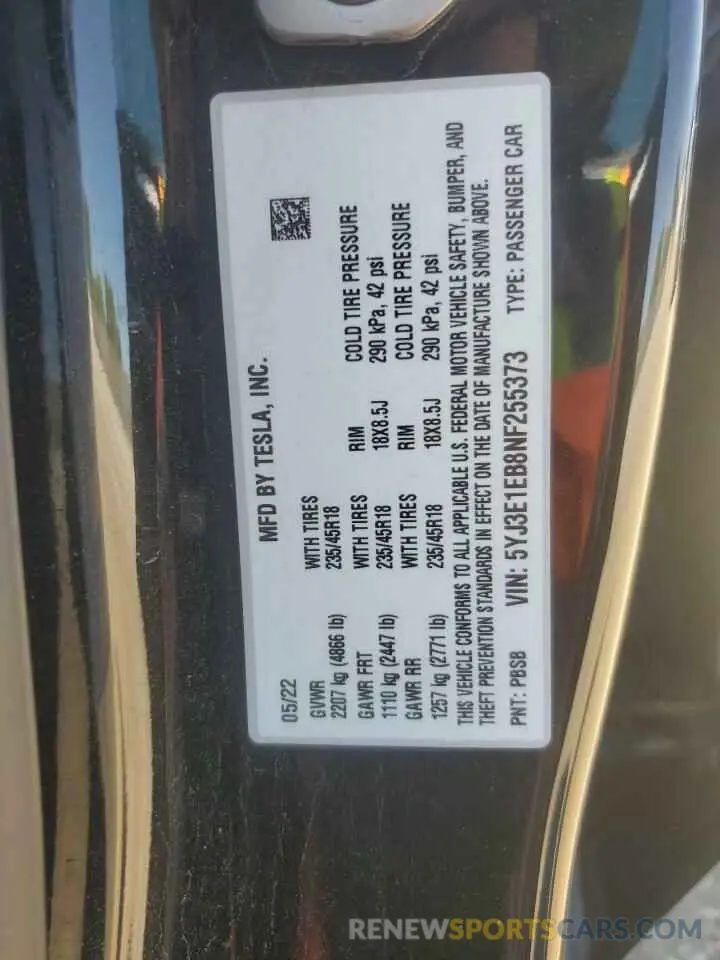 MFD BY TESLA, INC.
05/22
GVWR WITH TIRES
2207 kg (4866 lb) 235/45R18
GAWR FRT WITH TIRES RIM COLD TIRE PRESSURE
1110 kg (2447 lb) 235/45R18 18X8.5J 290 kPa, 42 psi
GAWR RR WITH TIRES RIM COLD TIRE PRESSURE
1257 kg (2771 lb) 235/45R18 18X8.5J 290 kPa, 42 psi
THIS VEHICLE CONFORMS TO ALL APPLICABLE U.S. FEDERAL MOTOR VEHICLE SAFETY, BUMPER, AND
THEFT PREVENTION STANDARDS IN EFFECT ON THE DATE OF MANUFACTURE SHOWN ABOVE.
PNT: PBSB VIN: 5YJ3E1EB8NF255373 TYPE: PASSENGER CAR
RENEWSPORTSCARS.COM